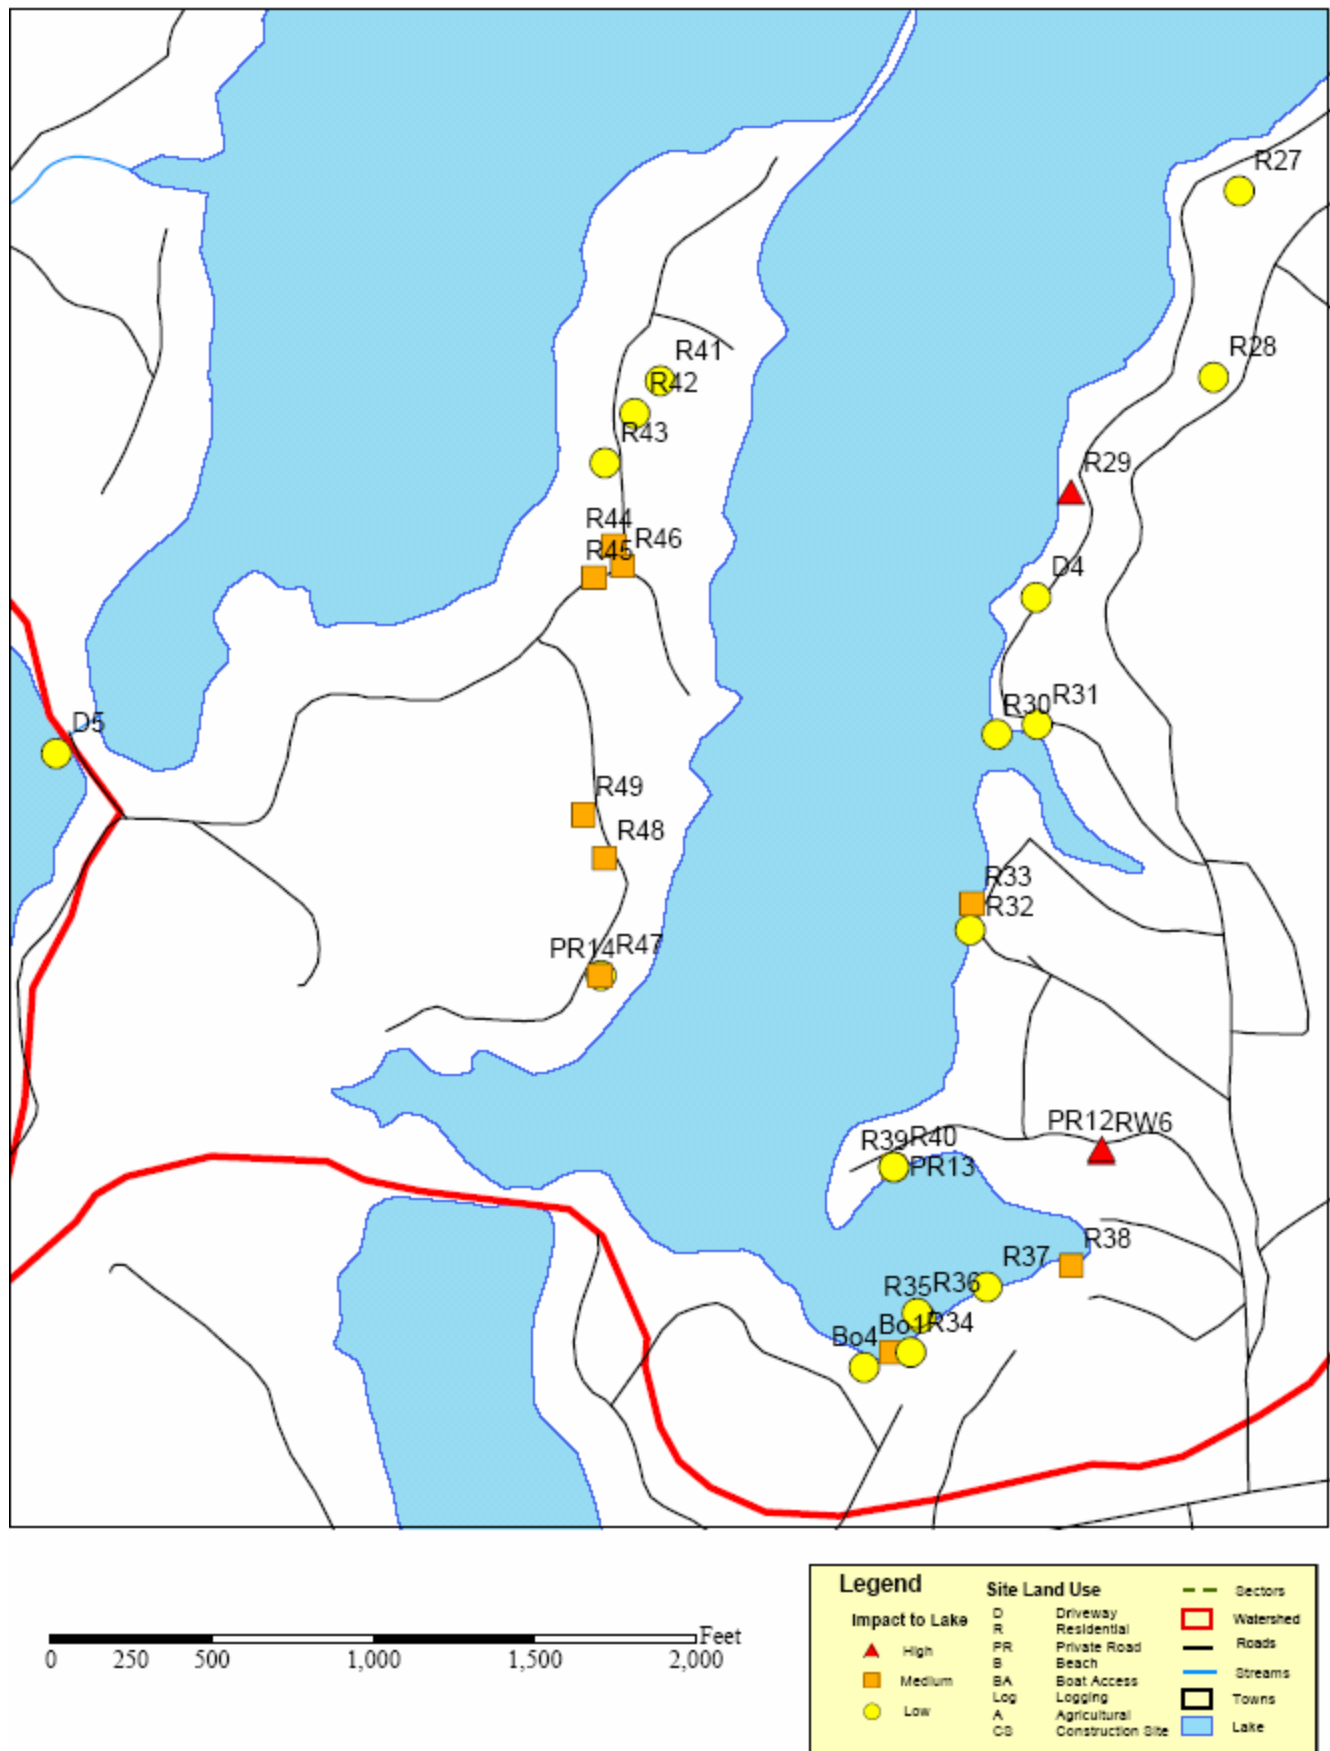 R27
R28
R41
R42
R43
R29
R44
R46
R45
D4
R31
R30
D5
R49
R48
R33
R32
PR14 R47
PR12 RW6
R39 R40
PR13
R38
R37
R35 R36
Bo4 Bo1 R34
Feet
0 250 500 1,000 1,500 2,000
Legend
Impact to Lake
High
Medium
Low
Site Land Use
D Driveway
R Residential
PR Private Road
B Beach
BA Boat Access
Log Logging
A Agricultural
CS Construction Site
Sectors
Watershed
Roads
Streams
Towns
Lake